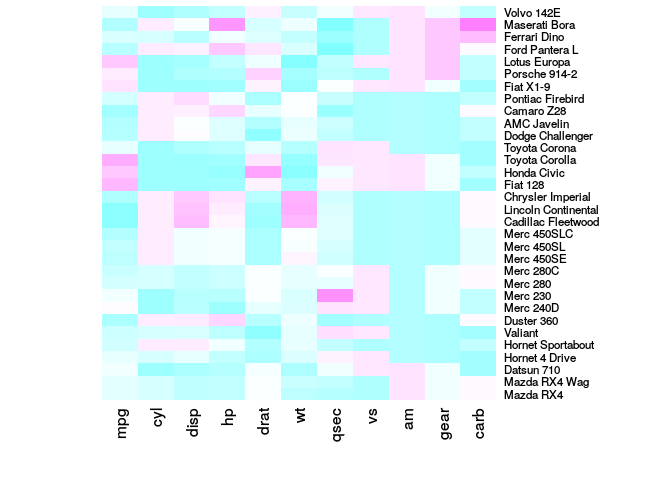 Volvo 142E
Maserati Bora
Ferrari Dino
Ford Pantera L
Lotus Europa
Porsche 914-2
Fiat X1-9
Pontiac Firebird
Camaro Z28
AMC Javelin
Dodge Challenger
Toyota Corona
Toyota Corolla
Honda Civic
Fiat 128
Chrysler Imperial
Lincoln Continental
Cadillac Fleetwood
Merc 450SLC
Merc 450SL
Merc 450SE
Merc 280C
Merc 280
Merc 230
Merc 240D
Duster 360
Valiant
Hornet Sportabout
Hornet 4 Drive
Datsun 710
Mazda RX4 Wag
Mazda RX4
mpg cyl disp hp drat wt qsec vs am gear carb